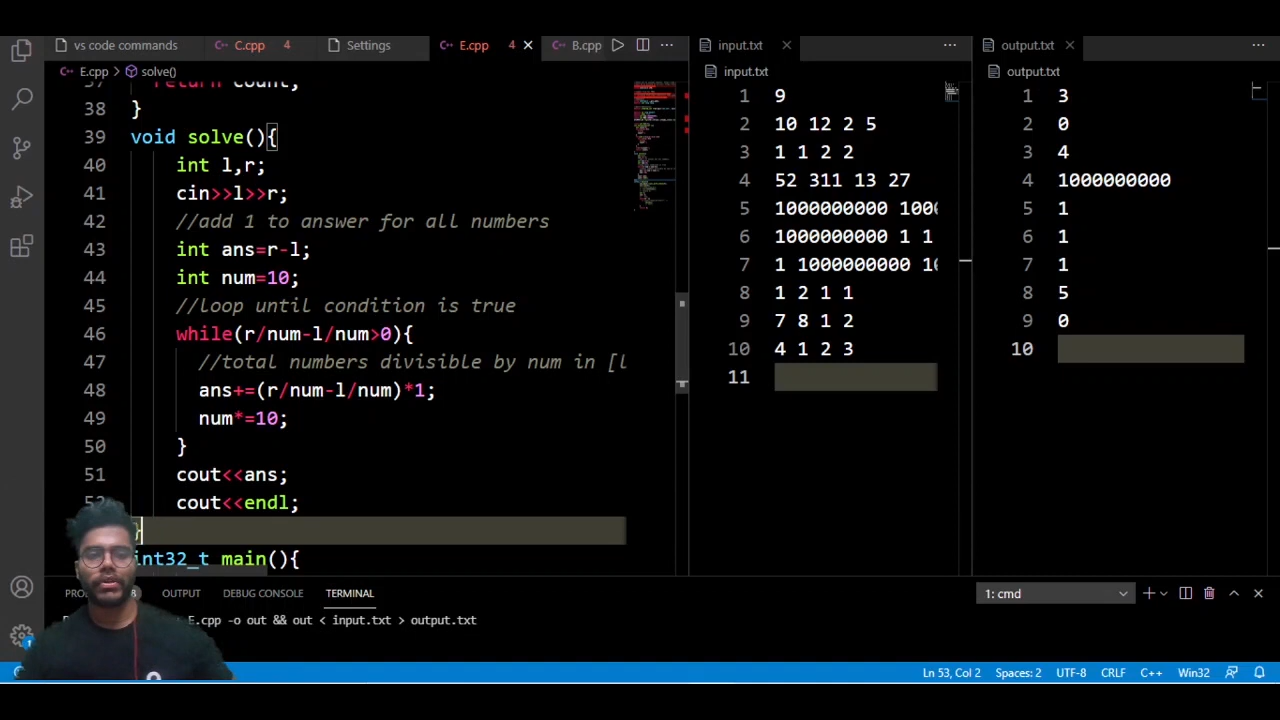 vs code commands C.cpp 4 Settings E.cpp 4 B.cpp
E.cpp > solve()
return count;
38 }
39 void solve(){
40 int l,r;
41 cin>>l>>r;
42 //add 1 to answer for all numbers
43 int ans=r-l;
44 int num=10;
45 //loop until condition is true
46 while(r/num-l/num>0){
47 //total numbers divisible by num in [l
48 ans+=(r/num-l/num)*1;
49 num*=10;
50 }
51 cout<<ans;
52 cout<<endl;
}
int32_t main(){
input.txt
input.txt
1 9
2 10 12 2 5
3 1 1 2 2
4 52 311 13 27
5 1000000000 1000
6 1000000000 1 1
7 1 1000000000 10
8 1 2 1 1
9 7 8 1 2
10 4 1 2 3
11
output.txt
output.txt
1 3
2 0
3 4
4 1000000000
5 1
6 1
7 1
8 5
9 0
10
OUTPUT DEBUG CONSOLE TERMINAL
1: cmd
E.cpp -o out && out < input.txt > output.txt
Ln 53, Col 2 Spaces: 2 UTF-8 CRLF C++ Win32